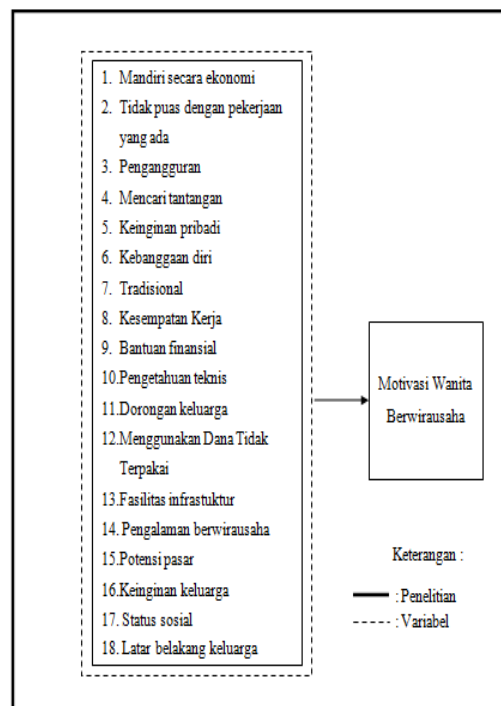 1. Mandiri secara ekonomi
2. Tidak puas dengan pekerjaan
yang ada
3. Pengangguran
4. Mencari tantangan
5. Keinginan pribadi
6. Kebanggaan diri
7. Tradisional
8. Kesempatan Kerja
9. Bantuan finansial
10.Pengetahuan teknis
11.Dorongan keluarga
12.Menggunakan Dana Tidak
Terpakai
13.Fasilitas infrastuktur
14. Pengalaman berwirausaha
15.Potensi pasar
16.Keinginan keluarga
17. Status sosial
18. Latar belakang keluarga
Motivasi Wanita
Berwirausaha
Keterangan :
: Penelitian
: Variabel